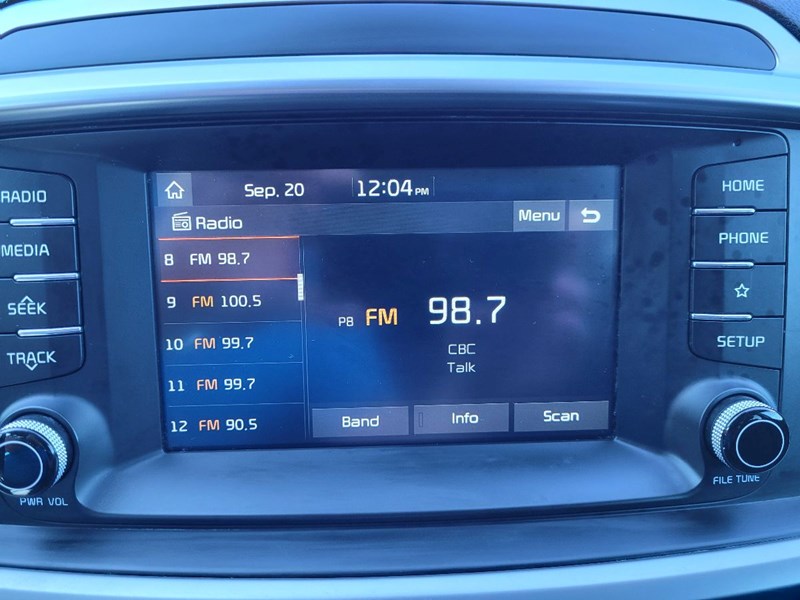 Sep. 20 12:04 PM
Radio Menu
8 FM 98.7
9 FM 100.5
10 FM 99.7
11 FM 99.7
12 FM 90.5
P8 FM 98.7
CBC
Talk
Band Info Scan
RADIO
MEDIA
SEEK
TRACK
PWR VOL
HOME
PHONE
SETUP
FILE TUNE